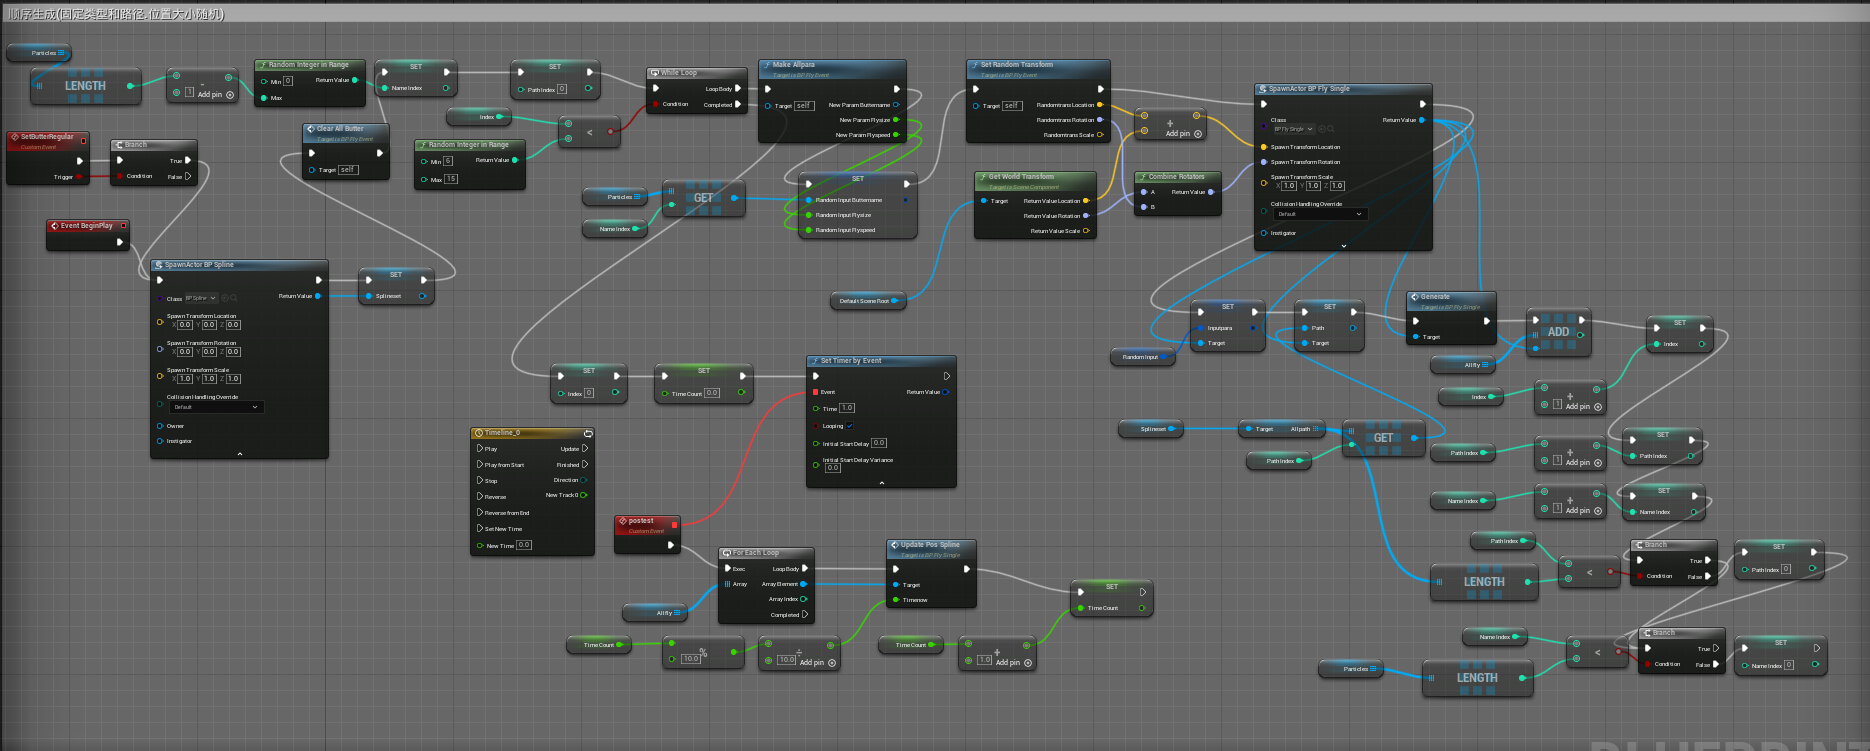 顺序生成(固定类型和路径.位置大小随机)
Particles
LENGTH
1
Add pin
Random Integer in Range
Min 0
Max
Return Value
SET
Name Index
SET
Path Index 0
While Loop
Condition
Loop Body
Completed
Index
<
Random Integer in Range
Min 6
Max 15
Return Value
Make Allpara
Target is BP Fly Event
Target self
New Param Buttername
New Param Flysize
New Param Flyspeed
Set Random Transform
Target is BP Fly Event
Target self
Randomtrans Location
Randomtrans Rotation
Randomtrans Scale
+
Add pin
SpawnActor BP Fly Single
Class
BP Fly Single
Return Value
Spawn Transform Location
Spawn Transform Rotation
Spawn Transform Scale
X 1.0 Y 1.0 Z 1.0
Collision Handling Override
Default
Instigator
SetButterRegular
Custom Event
Trigger
Branch
Condition
True
False
Clear All Butter
Target is BP Fly Event
Target self
Particles
Name Index
GET
SET
Random Input Buttername
Random Input Flysize
Random Input Flyspeed
Get World Transform
Target is Scene Component
Target
Return Value Location
Return Value Rotation
Return Value Scale
Combine Rotators
A
B
Return Value
Default Scene Root
Event BeginPlay
SpawnActor BP Spline
Class BP Spline
Return Value
Spawn Transform Location
X 0.0 Y 0.0 Z 0.0
Spawn Transform Rotation
X 0.0 Y 0.0 Z 0.0
Spawn Transform Scale
X 1.0 Y 1.0 Z 1.0
Collision Handling Override
Default
Owner
Instigator
SET
Splineset
SET
Inputpara
Target
Random Input
SET
Path
Target
Generate
Target is BP Fly Single
Target
Allfly
ADD
SET
Index
Index
+
1
Add pin
SET
Index 0
SET
Time Count 0.0
Set Timer by Event
Event
Time 1.0
Looping
Initial Start Delay 0.0
Initial Start Delay Variance
0.0
Return Value
Timeline_0
Play
Play from Start
Stop
Reverse
Reverse from End
Set New Time
New Time 0.0
Update
Finished
Direction
New Track 0
Splineset
Target
Allpath
Path Index
GET
Path Index
+
1
Add pin
SET
Path Index
Name Index
+
1
Add pin
SET
Name Index
postest
Custom Event
For Each Loop
Exec
Array
Loop Body
Array Element
Array Index
Completed
Allfly
Update Pos Spline
Target is BP Fly Single
Target
Timenow
SET
Time Count
Time Count
%
10.0
÷
10.0
Add pin
Time Count
+
1.0
Add pin
Path Index
LENGTH
<
Branch
Condition
True
False
SET
Path Index 0
Name Index
Particles
LENGTH
<
Branch
Condition
True
False
SET
Name Index 0